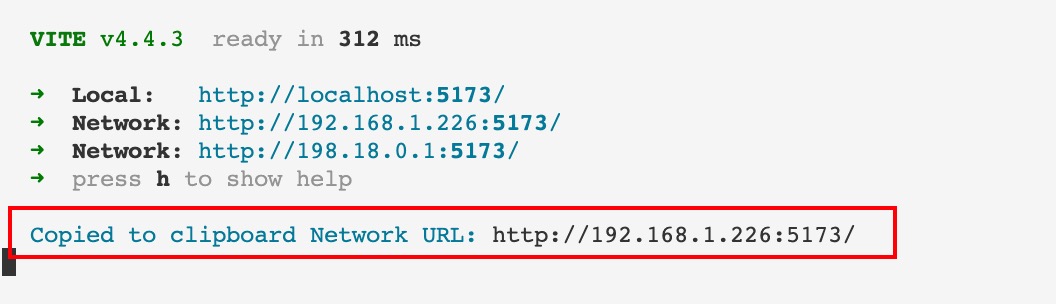 VITE v4.4.3  ready in 312 ms
➜  Local:   http://localhost:5173/
➜  Network: http://192.168.1.226:5173/
➜  Network: http://198.18.0.1:5173/
➜  press h to show help
Copied to clipboard Network URL: http://192.168.1.226:5173/